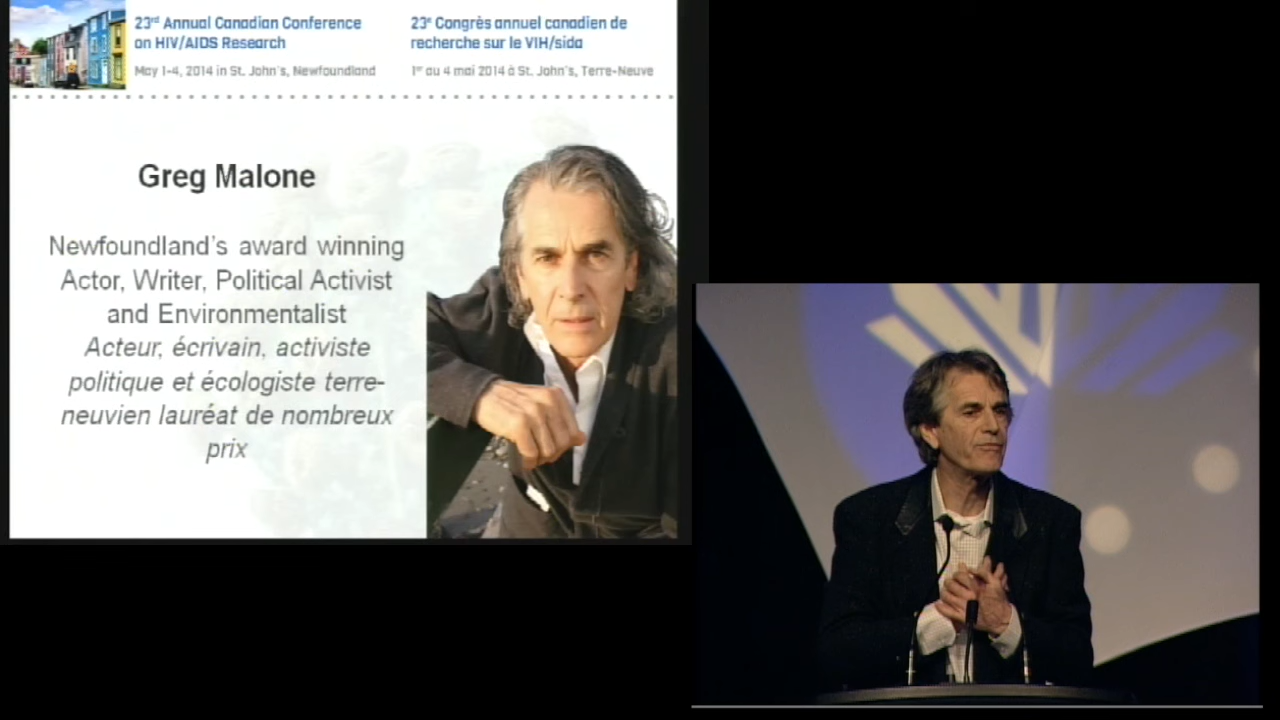 23rd Annual Canadian Conference
on HIV/AIDS Research
May 1-4, 2014 in St. John's, Newfoundland
23e Congrès annuel canadien de
recherche sur le VIH/sida
1er au 4 mai 2014 à St. John's, Terre-Neuve
Greg Malone
Newfoundland's award winning
Actor, Writer, Political Activist
and Environmentalist
Acteur, écrivain, activiste
politique et écologiste terre-
neuvien lauréat de nombreux
prix